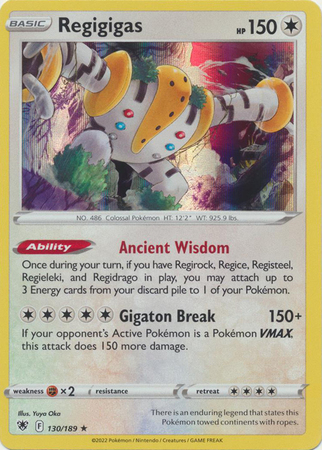 BASIC
Regigigas
HP 150
NO. 486 Colossal Pokémon HT: 12'2" WT: 925.9 lbs.
Ability Ancient Wisdom
Once during your turn, if you have Regirock, Regice, Registeel,
Regieleki, and Regidrago in play, you may attach up to
3 Energy cards from your discard pile to 1 of your Pokémon.
Gigaton Break 150+
If your opponent's Active Pokémon is a Pokémon VMAX,
this attack does 150 more damage.
weakness ×2 resistance retreat
Illus. Yuya Oka
F 130/189 ★
There is an enduring legend that states this
Pokémon towed continents with ropes.
©2022 Pokémon / Nintendo / Creatures / GAME FREAK